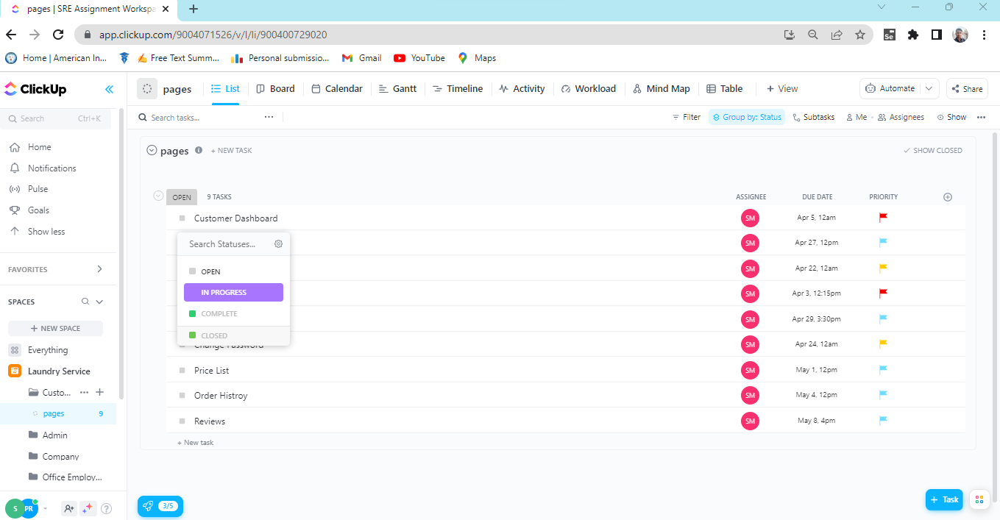 pages | SRE Assignment Workspa
app.clickup.com/9004071526/v/l/li/900400729020
Se
Home | American In...
Free Text Summ...
Personal submissio...
Gmail
YouTube
Maps
ClickUp
pages
List
Board
Calendar
Gantt
Timeline
Activity
Workload
Mind Map
Table
+ View
Automate
Share
Search Ctrl+K
Search tasks...
Filter
Group by: Status
Subtasks
Me
Assignees
Show
Home
Notifications
Pulse
Goals
Show less
FAVORITES
SPACES
+ NEW SPACE
Everything
Laundry Service
Custo...
pages 9
Admin
Company
Office Employ...
S PR
pages + NEW TASK
SHOW CLOSED
OPEN 9 TASKS ASSIGNEE DUE DATE PRIORITY
Customer Dashboard SM Apr 5, 12am
SM Apr 27, 12pm
SM Apr 22, 12am
SM Apr 3, 12:15pm
SM Apr 29, 3:30pm
Change Password SM Apr 24, 12am
Price List SM May 1, 12pm
Order Histroy SM May 4, 12pm
Reviews SM May 8, 4pm
+ New task
Search Statuses...
OPEN
IN PROGRESS
COMPLETE
CLOSED
3/5
+ Task